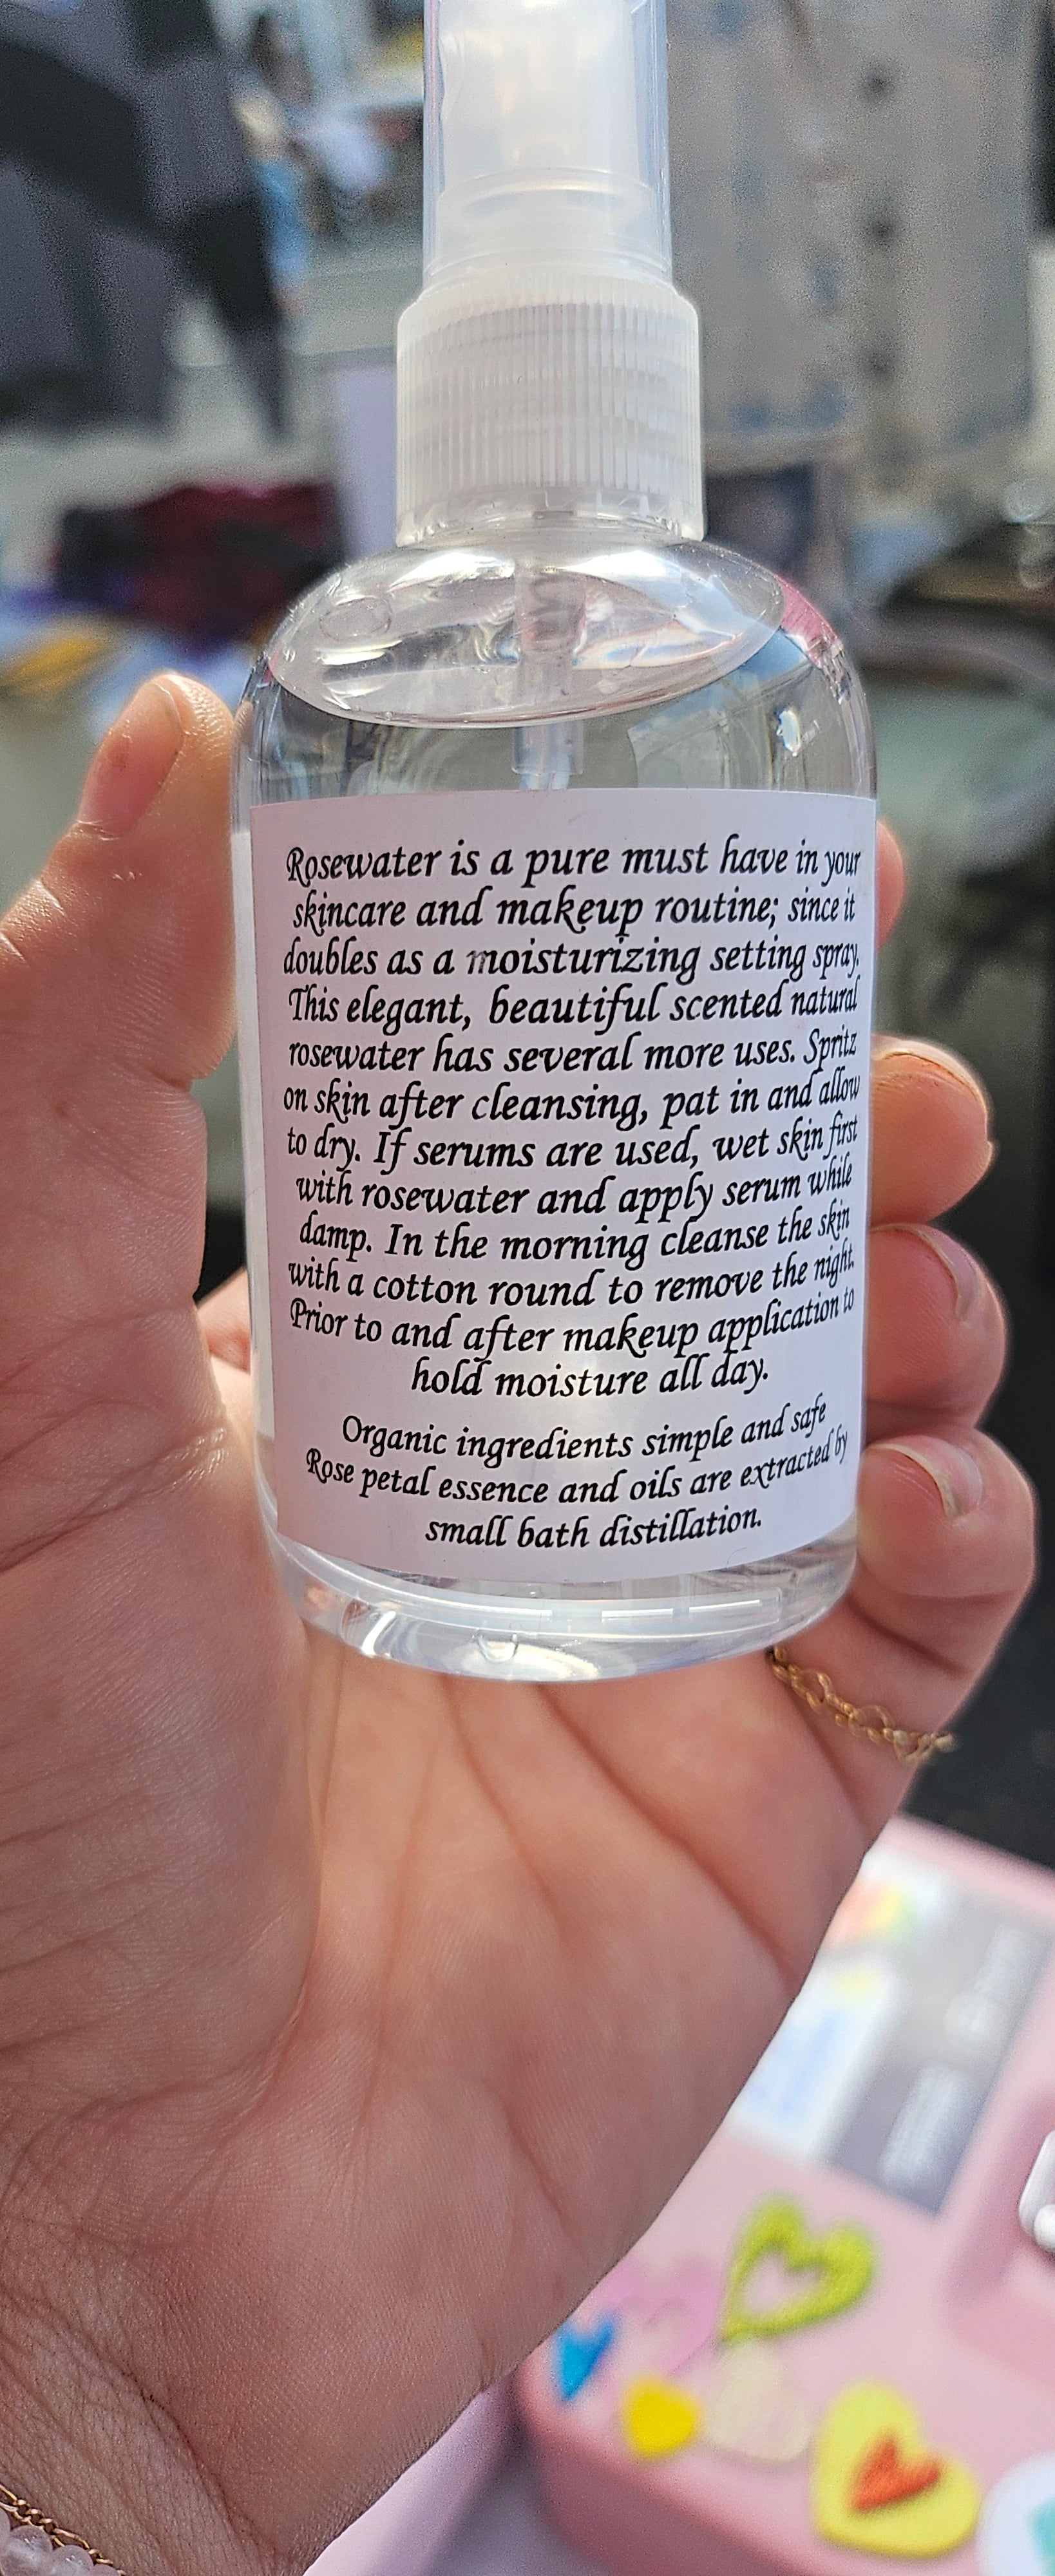 Rosewater is a pure must have in your
skincare and makeup routine; since it
doubles as a moisturizing setting spray.
This elegant, beautiful scented natural
rosewater has several more uses. Spritz
on skin after cleansing, pat in and allow
to dry. If serums are used, wet skin first
with rosewater and apply serum while
damp. In the morning cleanse the skin
with a cotton round to remove the night.
Prior to and after makeup application to
hold moisture all day.
Organic ingredients simple and safe
Rose petal essence and oils are extracted by
small bath distillation.